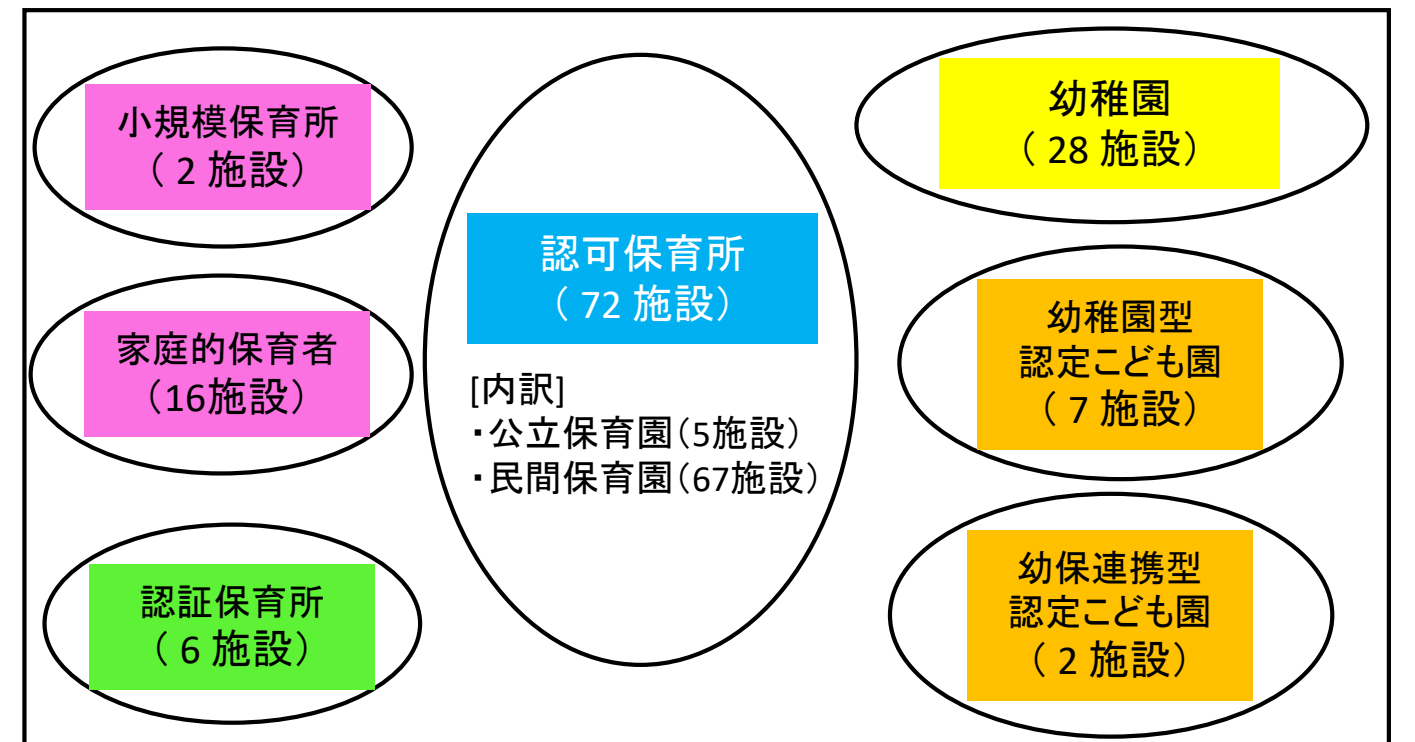 小規模保育所
（ 2 施設）
家庭的保育者
（16施設）
認証保育所
（ 6 施設）
認可保育所
（ 72 施設）
[内訳]
・公立保育園（5施設）
・民間保育園（67施設）
幼稚園
（ 28 施設）
幼稚園型
認定こども園
（ 7 施設）
幼保連携型
認定こども園
（ 2 施設）